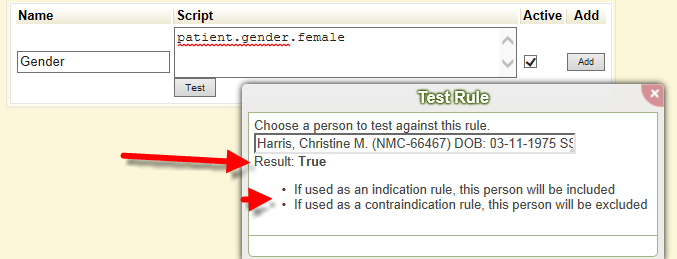 Name Script Active Add
patient.gender.female
Gender
Add
Test
Test Rule
Choose a person to test against this rule.
Harris, Christine M. (NMC-66467) DOB: 03-11-1975 SS
Result: True
• If used as an indication rule, this person will be included
• If used as a contraindication rule, this person will be excluded